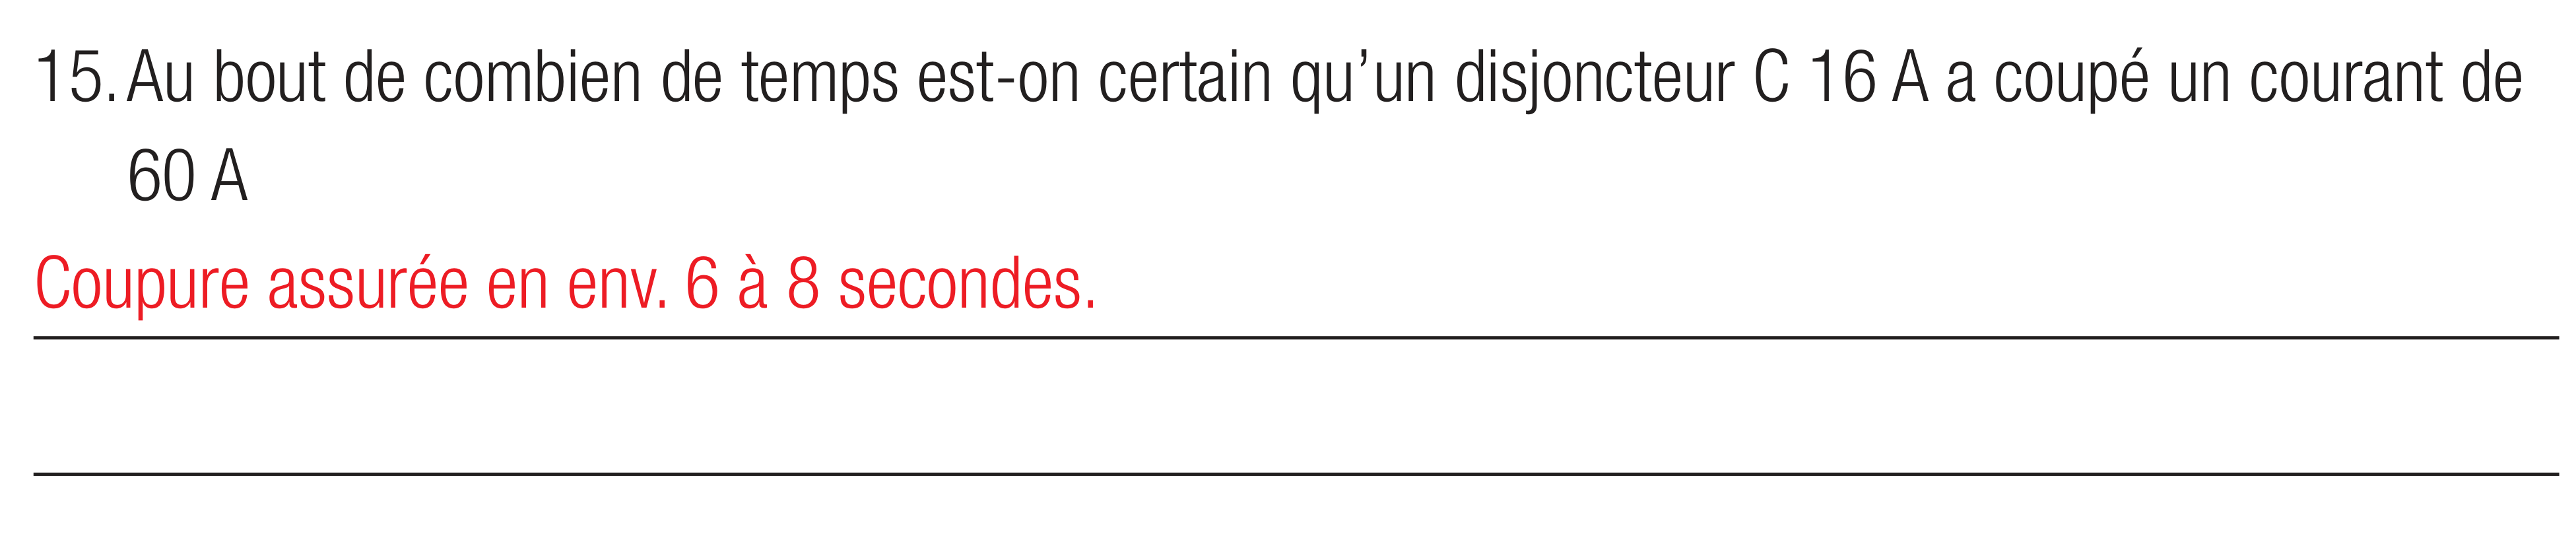 15. Au bout de combien de temps est-on certain qu’un disjoncteur C 16 A a coupé un courant de
60 A
Coupure assurée en env. 6 à 8 secondes.